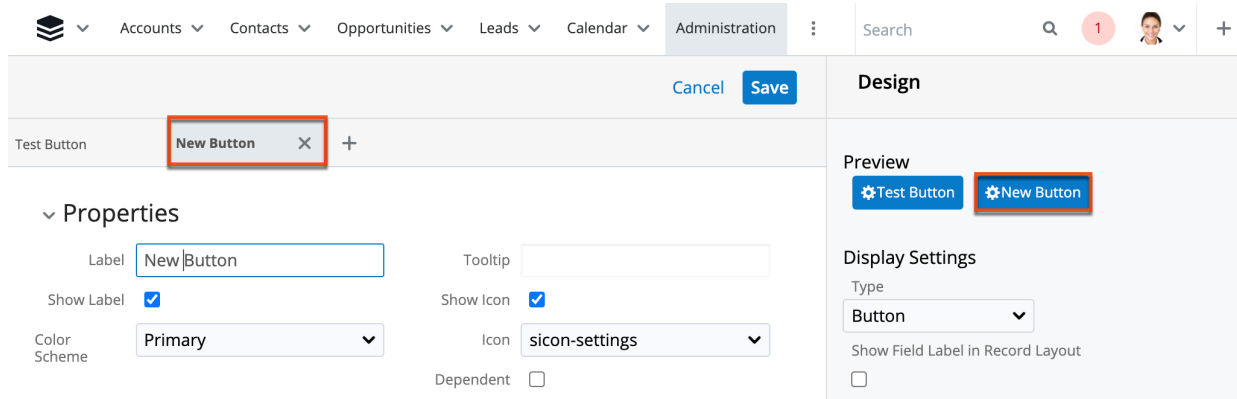 Accounts Contacts Opportunities Leads Calendar Administration Search 1
Cancel Save
Test Button New Button
Properties
Label New Button Tooltip
Show Label Show Icon
Color Scheme Primary Icon sicon-settings
Dependent
Design
Preview
Test Button New Button
Display Settings
Type
Button
Show Field Label in Record Layout